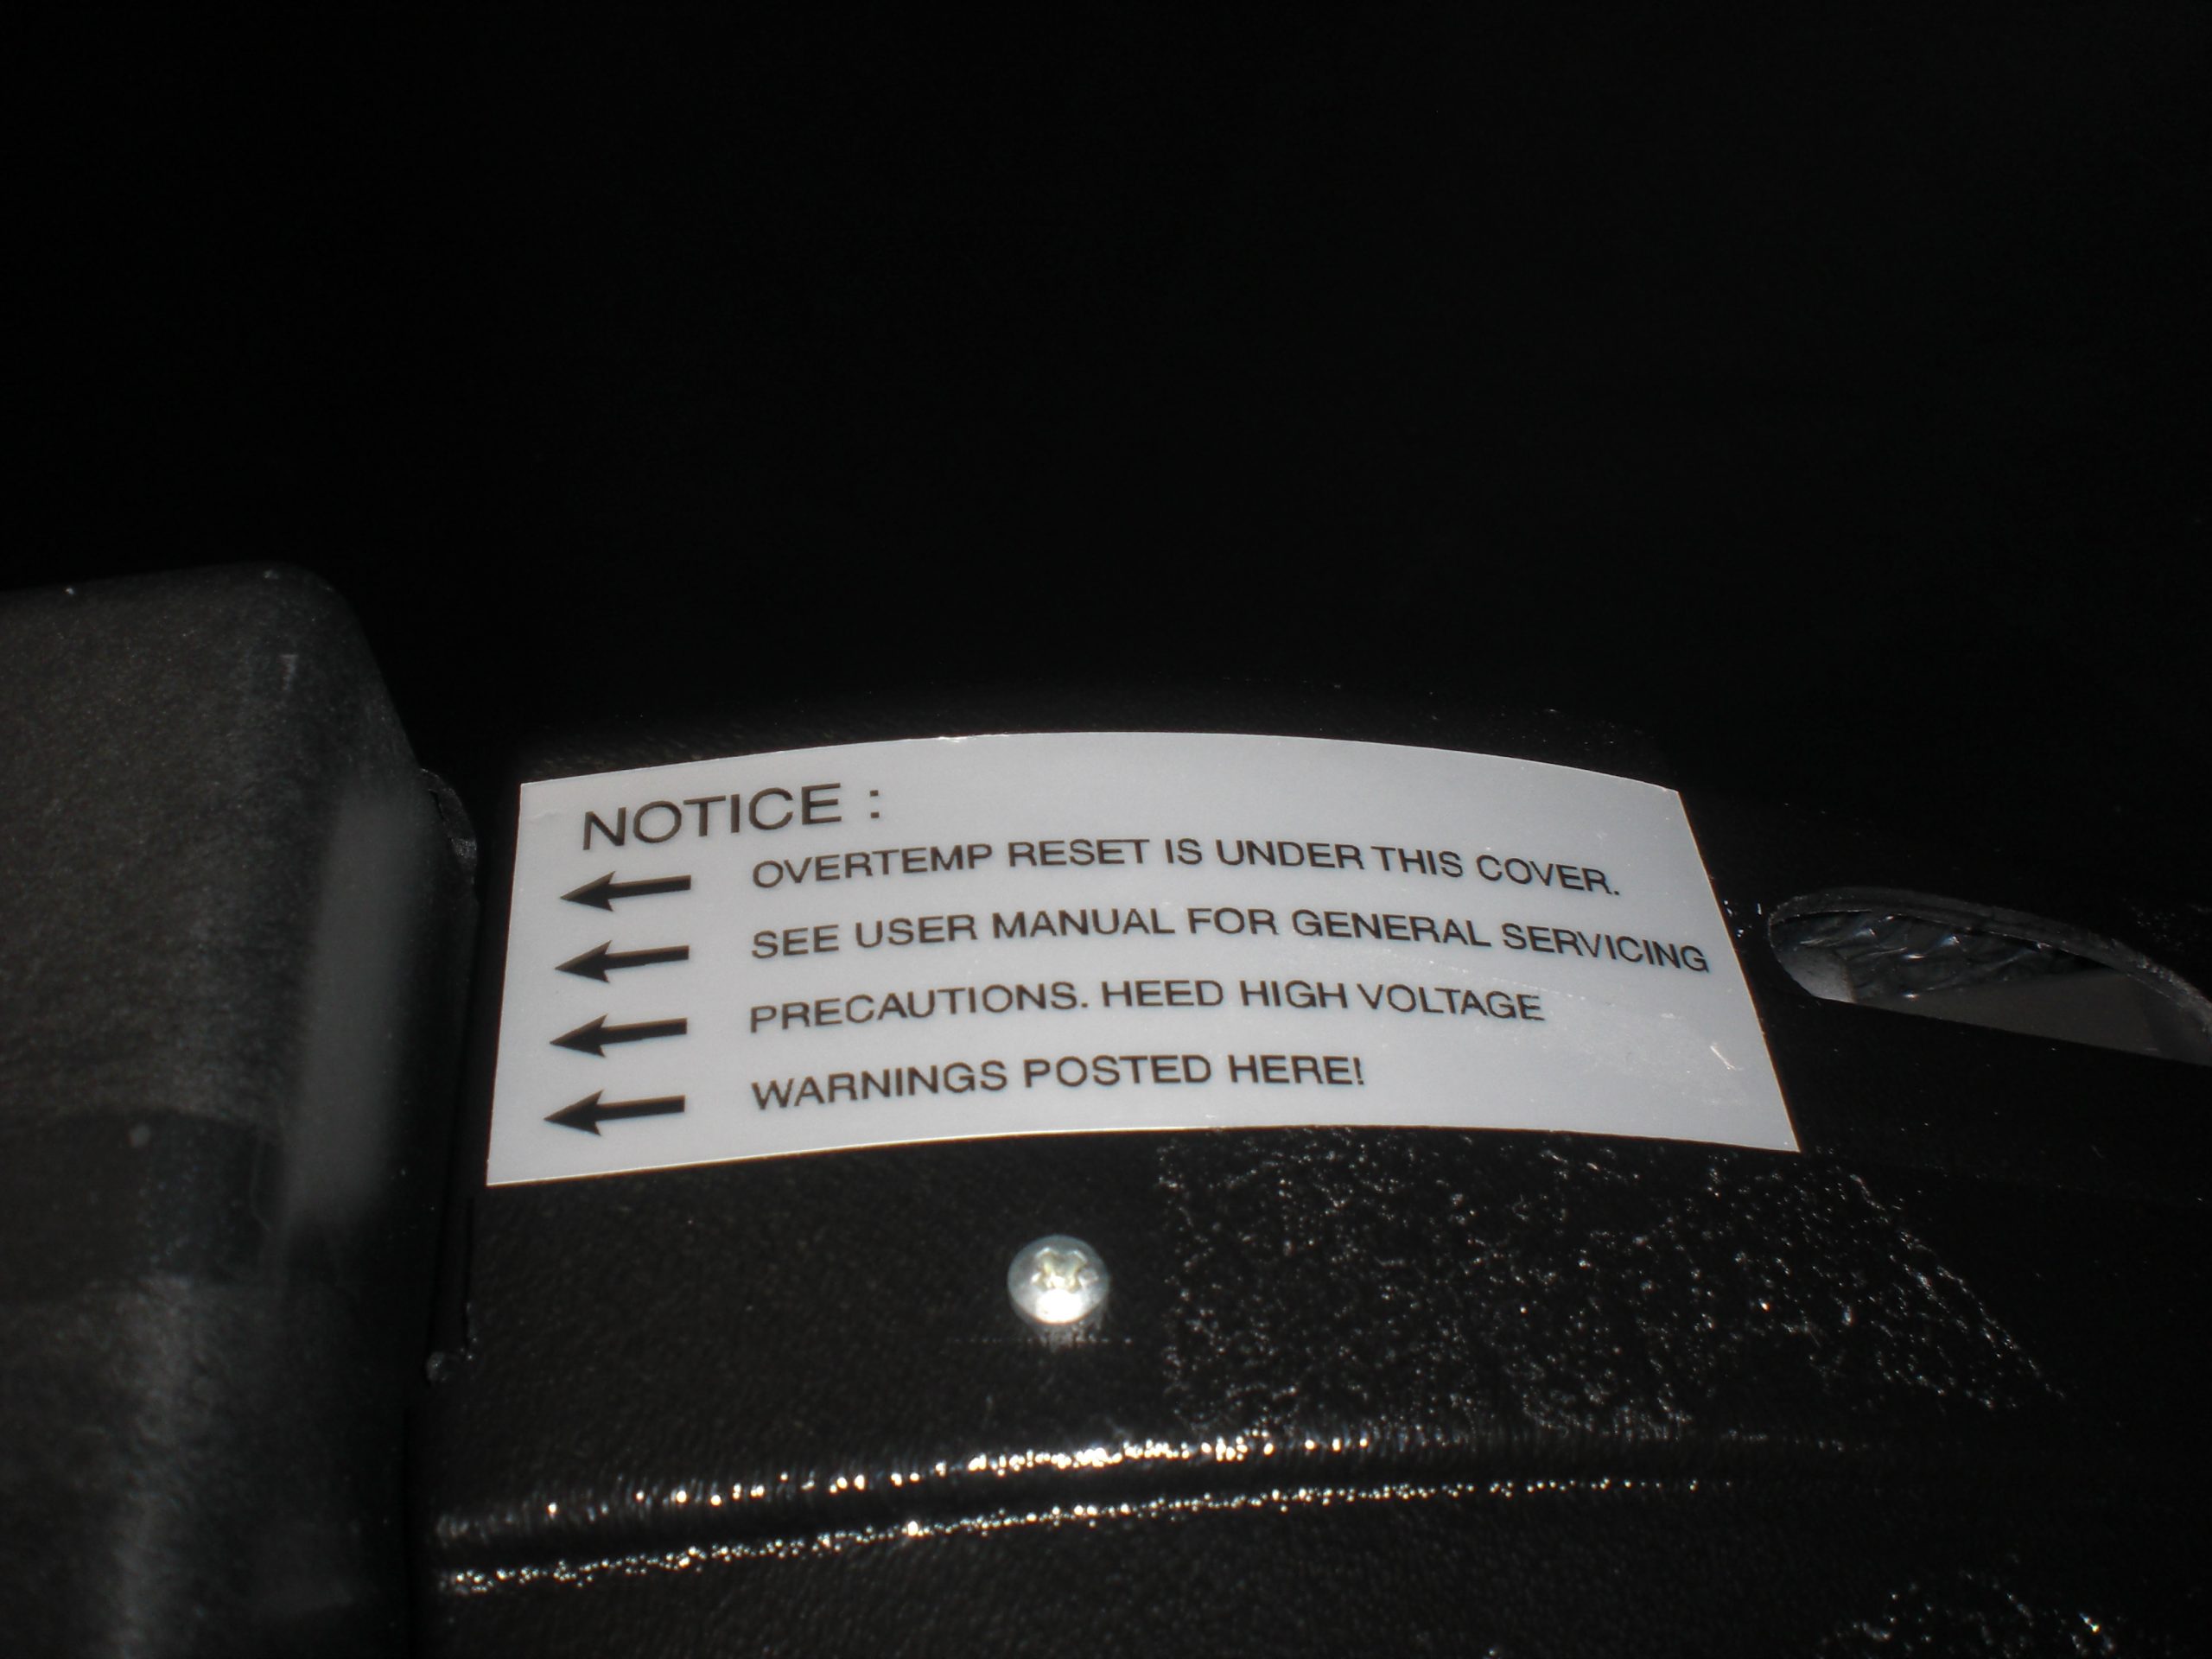 NOTICE :
OVERTEMP RESET IS UNDER THIS COVER.
SEE USER MANUAL FOR GENERAL SERVICING
PRECAUTIONS. HEED HIGH VOLTAGE
WARNINGS POSTED HERE!